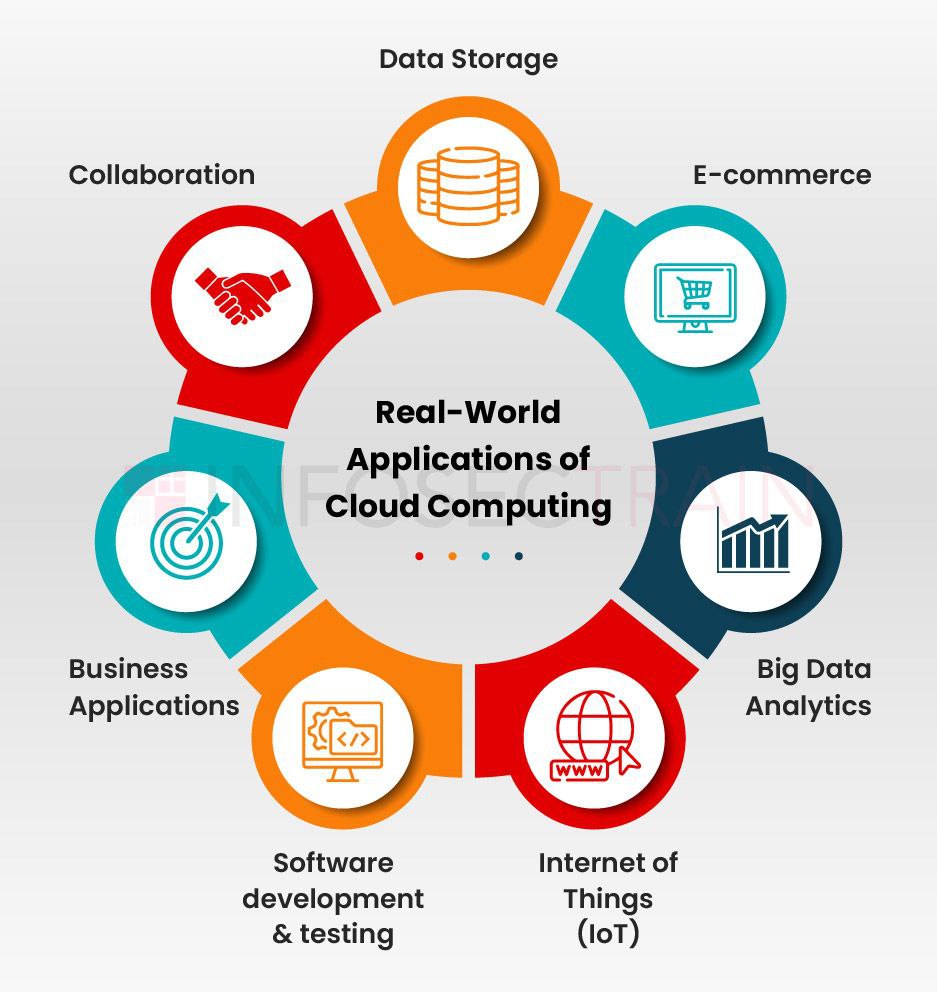 Data Storage
Collaboration
E-commerce
Real-World
Applications of
Cloud Computing
INFOSECTRAIN
Business
Applications
Big Data
Analytics
Software
development
& testing
Internet of
Things
(IoT)
</>
WWW